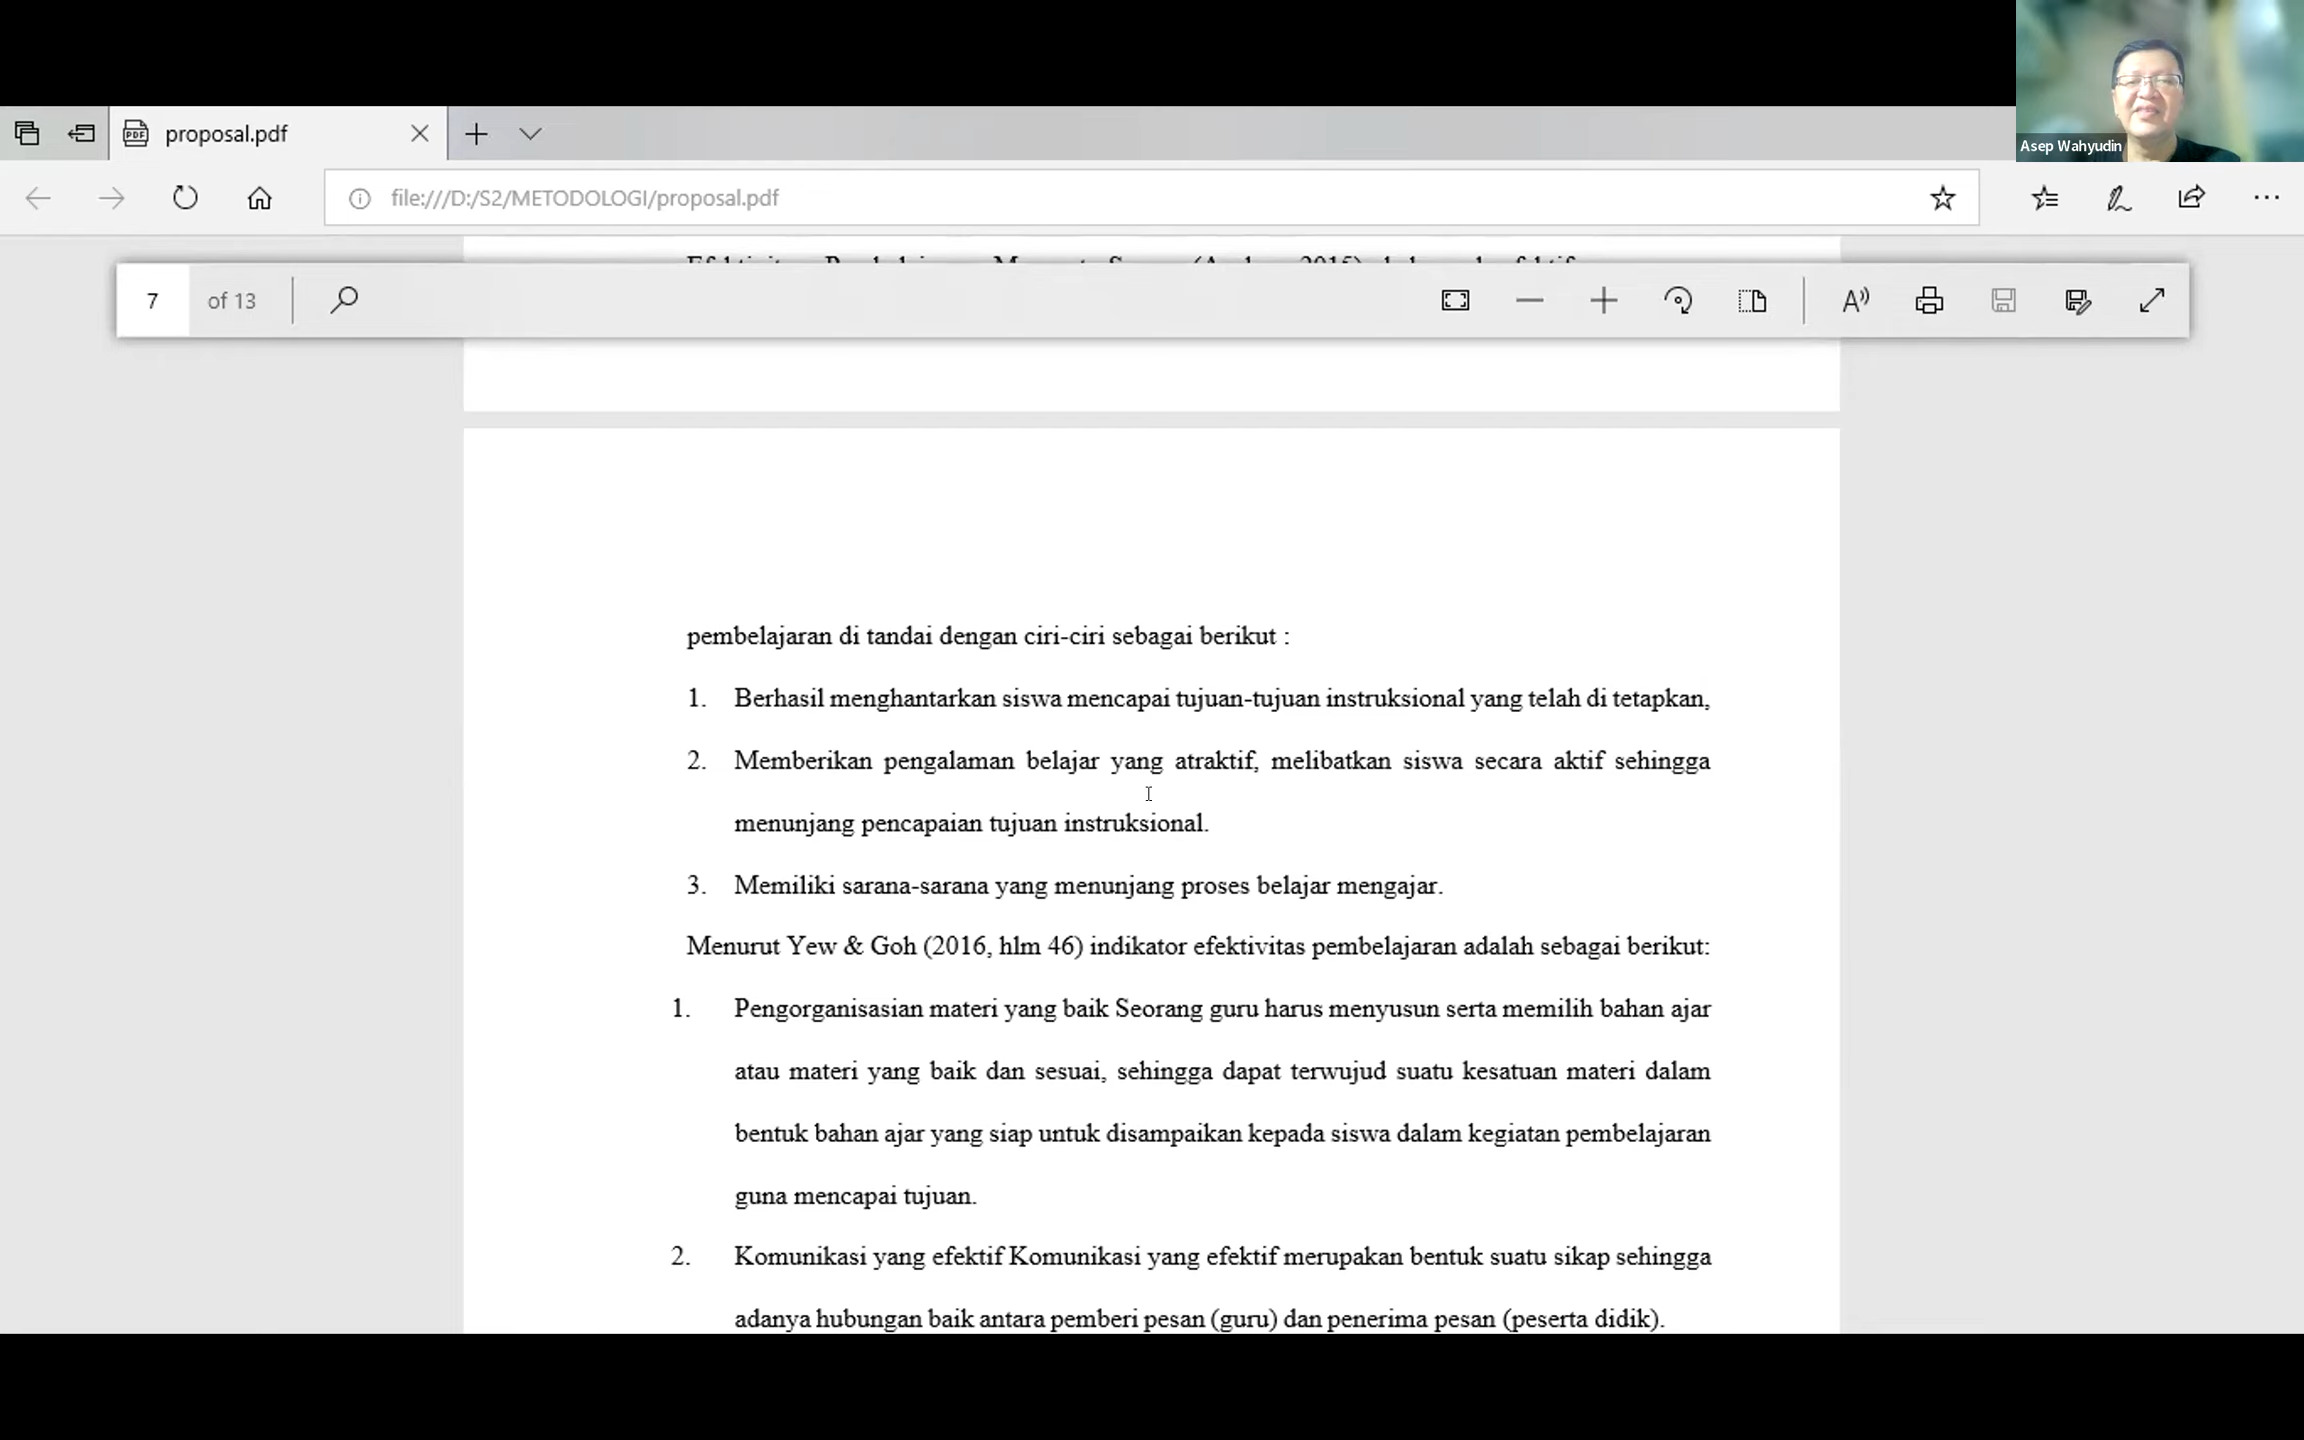 Asep Wahyudin
proposal.pdf
file:///D:/S2/METODOLOGI/proposal.pdf
7 of 13
pembelajaran di tandai dengan ciri-ciri sebagai berikut :
1. Berhasil menghantarkan siswa mencapai tujuan-tujuan instruksional yang telah di tetapkan,
2. Memberikan pengalaman belajar yang atraktif, melibatkan siswa secara aktif sehingga
menunjang pencapaian tujuan instruksional.
3. Memiliki sarana-sarana yang menunjang proses belajar mengajar.
Menurut Yew & Goh (2016, hlm 46) indikator efektivitas pembelajaran adalah sebagai berikut:
1. Pengorganisasian materi yang baik Seorang guru harus menyusun serta memilih bahan ajar
atau materi yang baik dan sesuai, sehingga dapat terwujud suatu kesatuan materi dalam
bentuk bahan ajar yang siap untuk disampaikan kepada siswa dalam kegiatan pembelajaran
guna mencapai tujuan.
2. Komunikasi yang efektif Komunikasi yang efektif merupakan bentuk suatu sikap sehingga
adanya hubungan baik antara pemberi pesan (guru) dan penerima pesan (peserta didik).